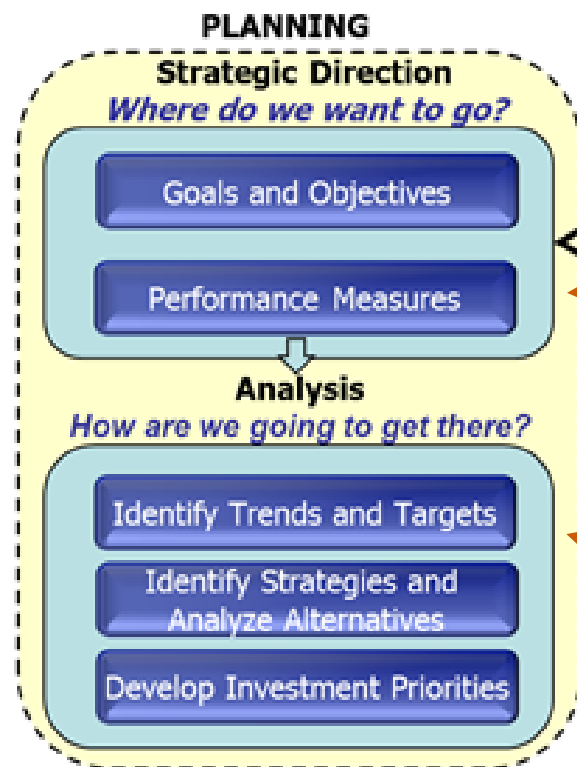 PLANNING
Strategic Direction
Where do we want to go?
Goals and Objectives
Performance Measures
Analysis
How are we going to get there?
Identify Trends and Targets
Identify Strategies and
Analyze Alternatives
Develop Investment Priorities